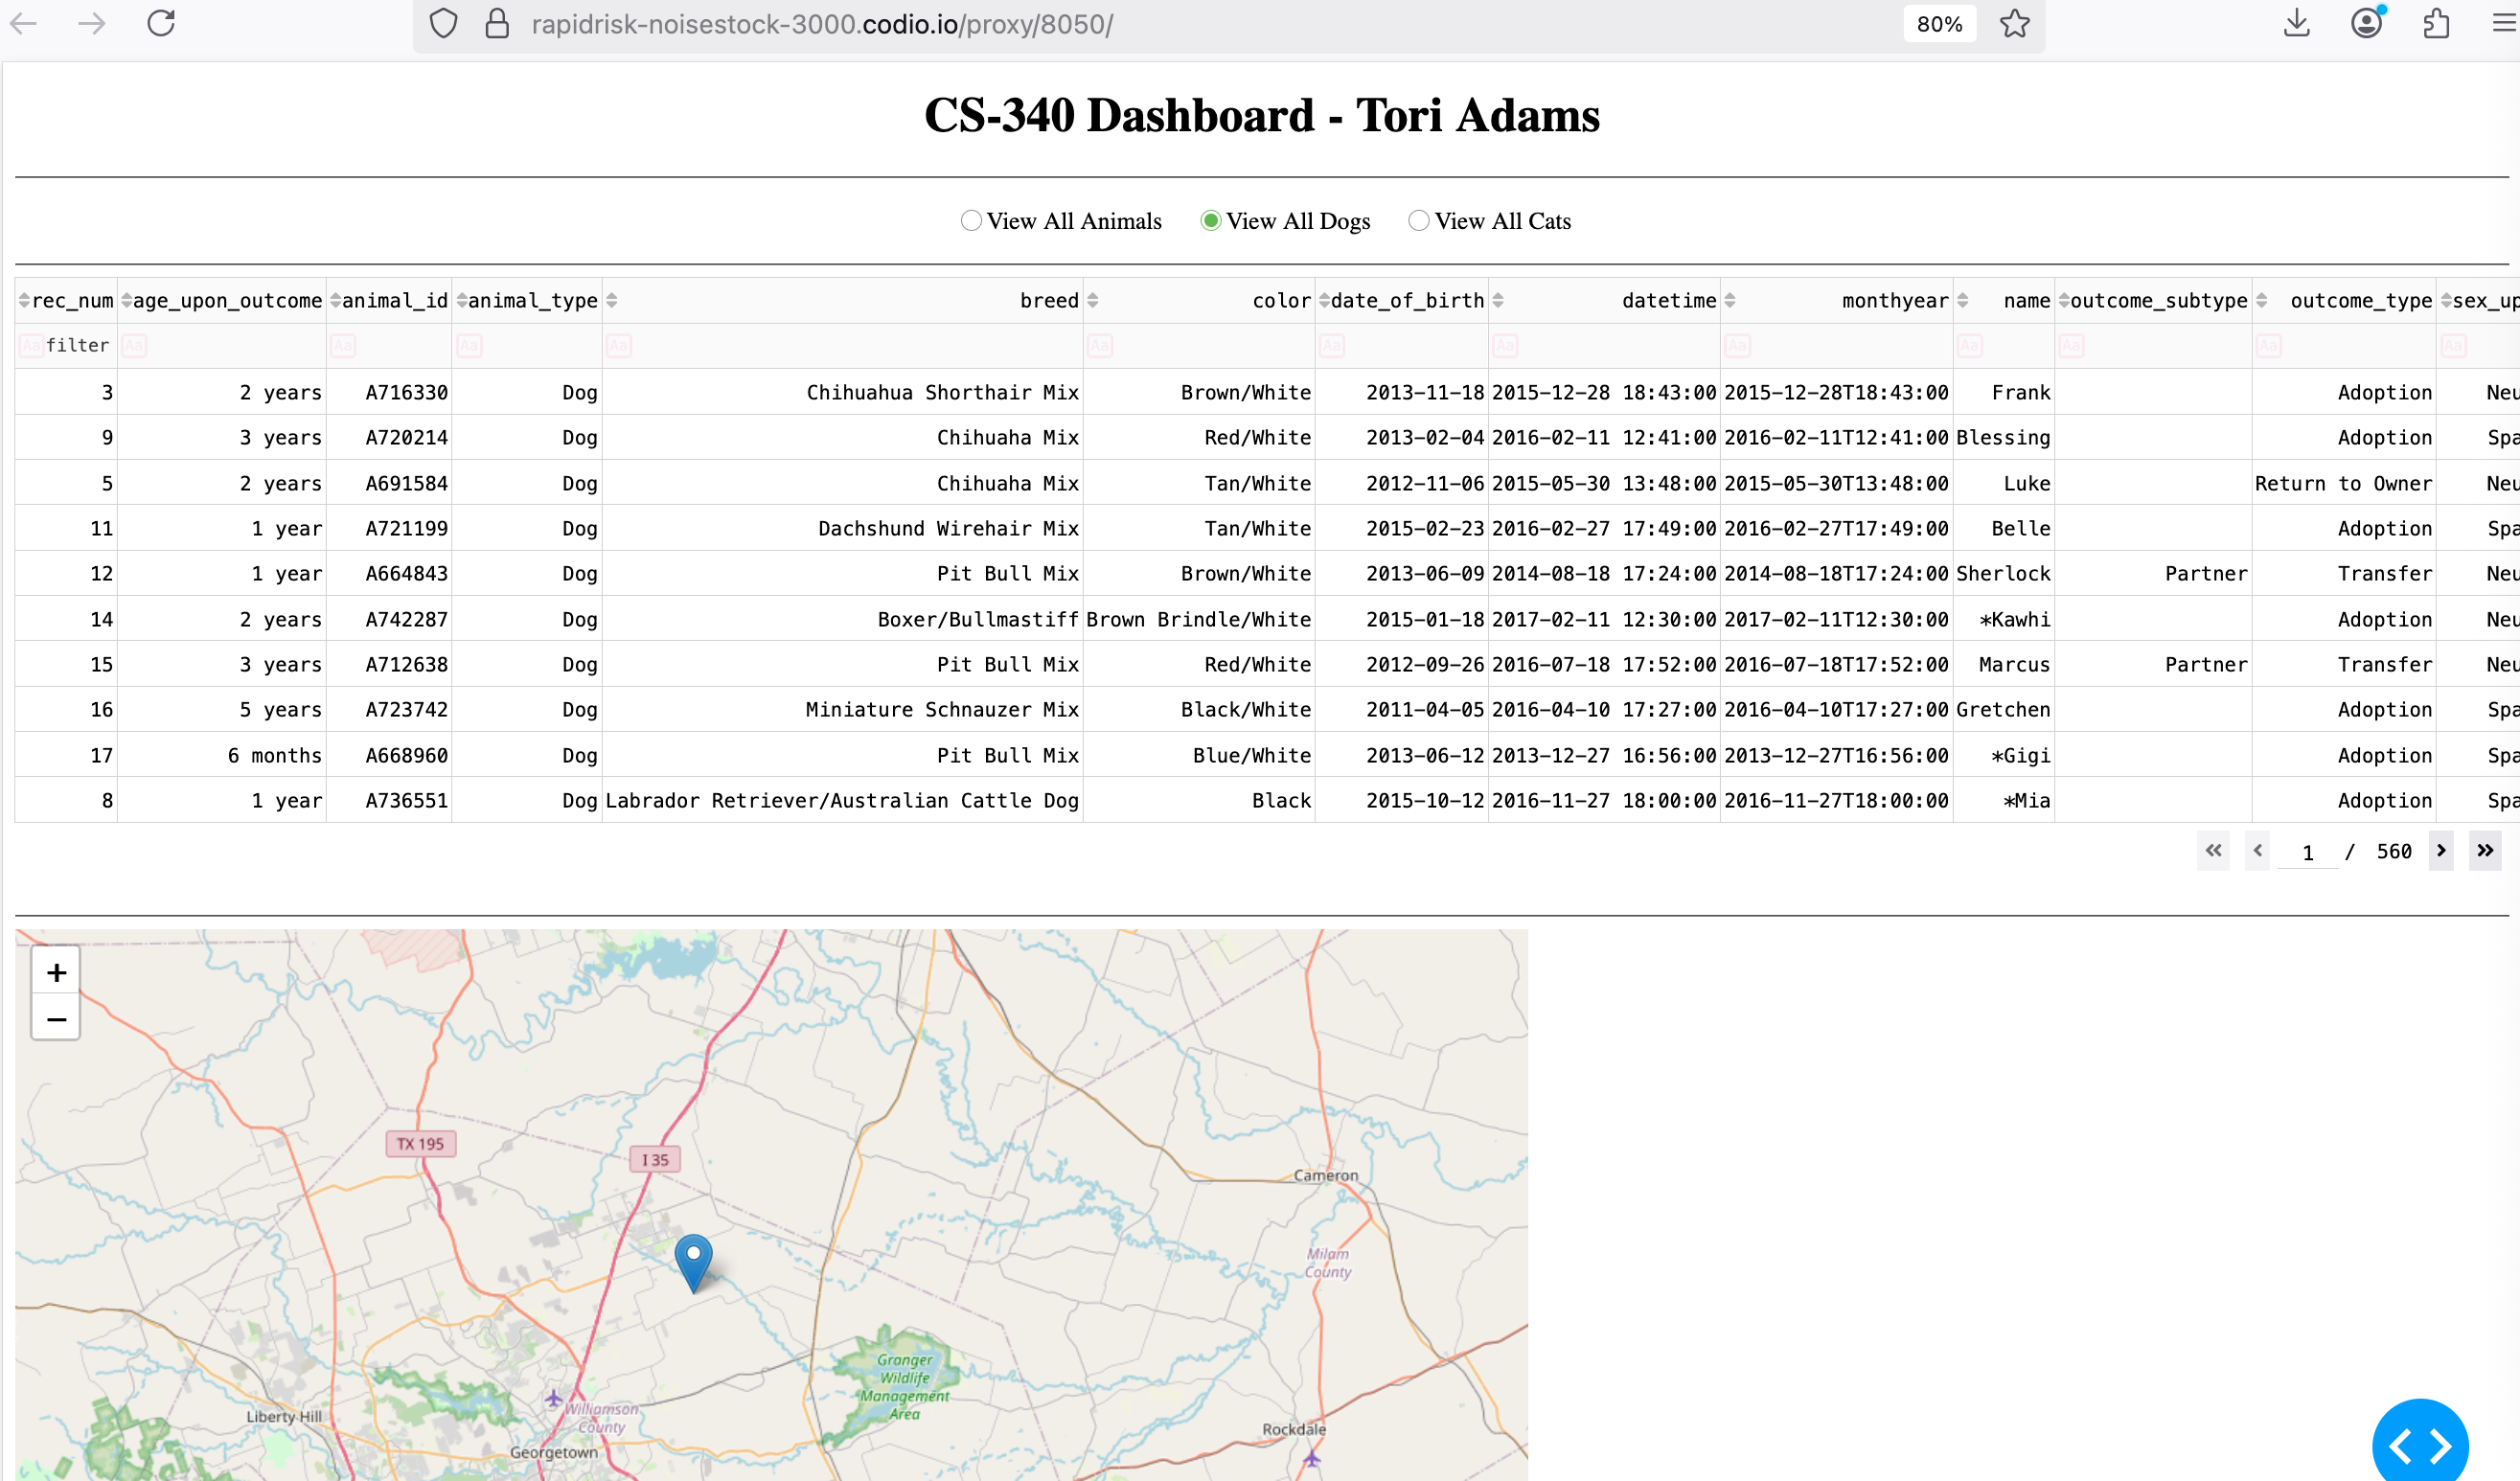 rapidrisk-noisestock-3000.codio.io/proxy/8050/ 80%
CS-340 Dashboard - Tori Adams
View All Animals View All Dogs View All Cats
rec_num age_upon_outcome animal_id animal_type breed color date_of_birth datetime monthyear name outcome_subtype outcome_type sex_up
Aa filter Aa Aa Aa Aa Aa Aa Aa Aa Aa Aa Aa Aa
3 2 years A716330 Dog Chihuahua Shorthair Mix Brown/White 2013-11-18 2015-12-28 18:43:00 2015-12-28T18:43:00 Frank Adoption Neu
9 3 years A720214 Dog Chihuaha Mix Red/White 2013-02-04 2016-02-11 12:41:00 2016-02-11T12:41:00 Blessing Adoption Spa
5 2 years A691584 Dog Chihuaha Mix Tan/White 2012-11-06 2015-05-30 13:48:00 2015-05-30T13:48:00 Luke Return to Owner Neu
11 1 year A721199 Dog Dachshund Wirehair Mix Tan/White 2015-02-23 2016-02-27 17:49:00 2016-02-27T17:49:00 Belle Adoption Spa
12 1 year A664843 Dog Pit Bull Mix Brown/White 2013-06-09 2014-08-18 17:24:00 2014-08-18T17:24:00 Sherlock Partner Transfer Neu
14 2 years A742287 Dog Boxer/Bullmastiff Brown Brindle/White 2015-01-18 2017-02-11 12:30:00 2017-02-11T12:30:00 *Kawhi Adoption Neu
15 3 years A712638 Dog Pit Bull Mix Red/White 2012-09-26 2016-07-18 17:52:00 2016-07-18T17:52:00 Marcus Partner Transfer Neu
16 5 years A723742 Dog Miniature Schnauzer Mix Black/White 2011-04-05 2016-04-10 17:27:00 2016-04-10T17:27:00 Gretchen Adoption Spa
17 6 months A668960 Dog Pit Bull Mix Blue/White 2013-06-12 2013-12-27 16:56:00 2013-12-27T16:56:00 *Gigi Adoption Spa
8 1 year A736551 Dog Labrador Retriever/Australian Cattle Dog Black 2015-10-12 2016-11-27 18:00:00 2016-11-27T18:00:00 *Mia Adoption Spa
« ‹ 1 / 560 › »
+
−
TX 195
I 35
Cameron
Milam
County
Granger
Wildlife
Management
Area
Liberty Hill
Williamson
County
Rockdale
Georgetown